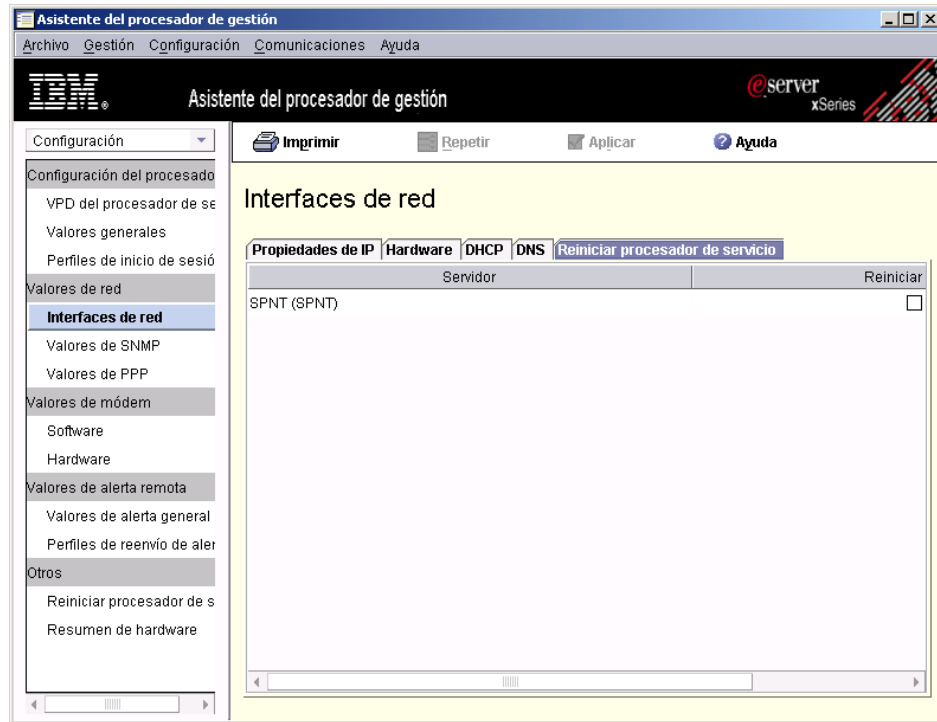 Asistente del procesador de gestión
Archivo Gestión Configuración Comunicaciones Ayuda
IBM® Asistente del procesador de gestión
eserver
xSeries
Configuración
Imprimir Repetir Aplicar Ayuda
Configuración del procesado
VPD del procesador de se
Valores generales
Perfiles de inicio de sesió
Valores de red
Interfaces de red
Valores de SNMP
Valores de PPP
Valores de módem
Software
Hardware
Valores de alerta remota
Valores de alerta general
Perfiles de reenvío de aler
Otros
Reiniciar procesador de s
Resumen de hardware
Interfaces de red
Propiedades de IP Hardware DHCP DNS Reiniciar procesador de servicio
Servidor Reiniciar
SPNT (SPNT)